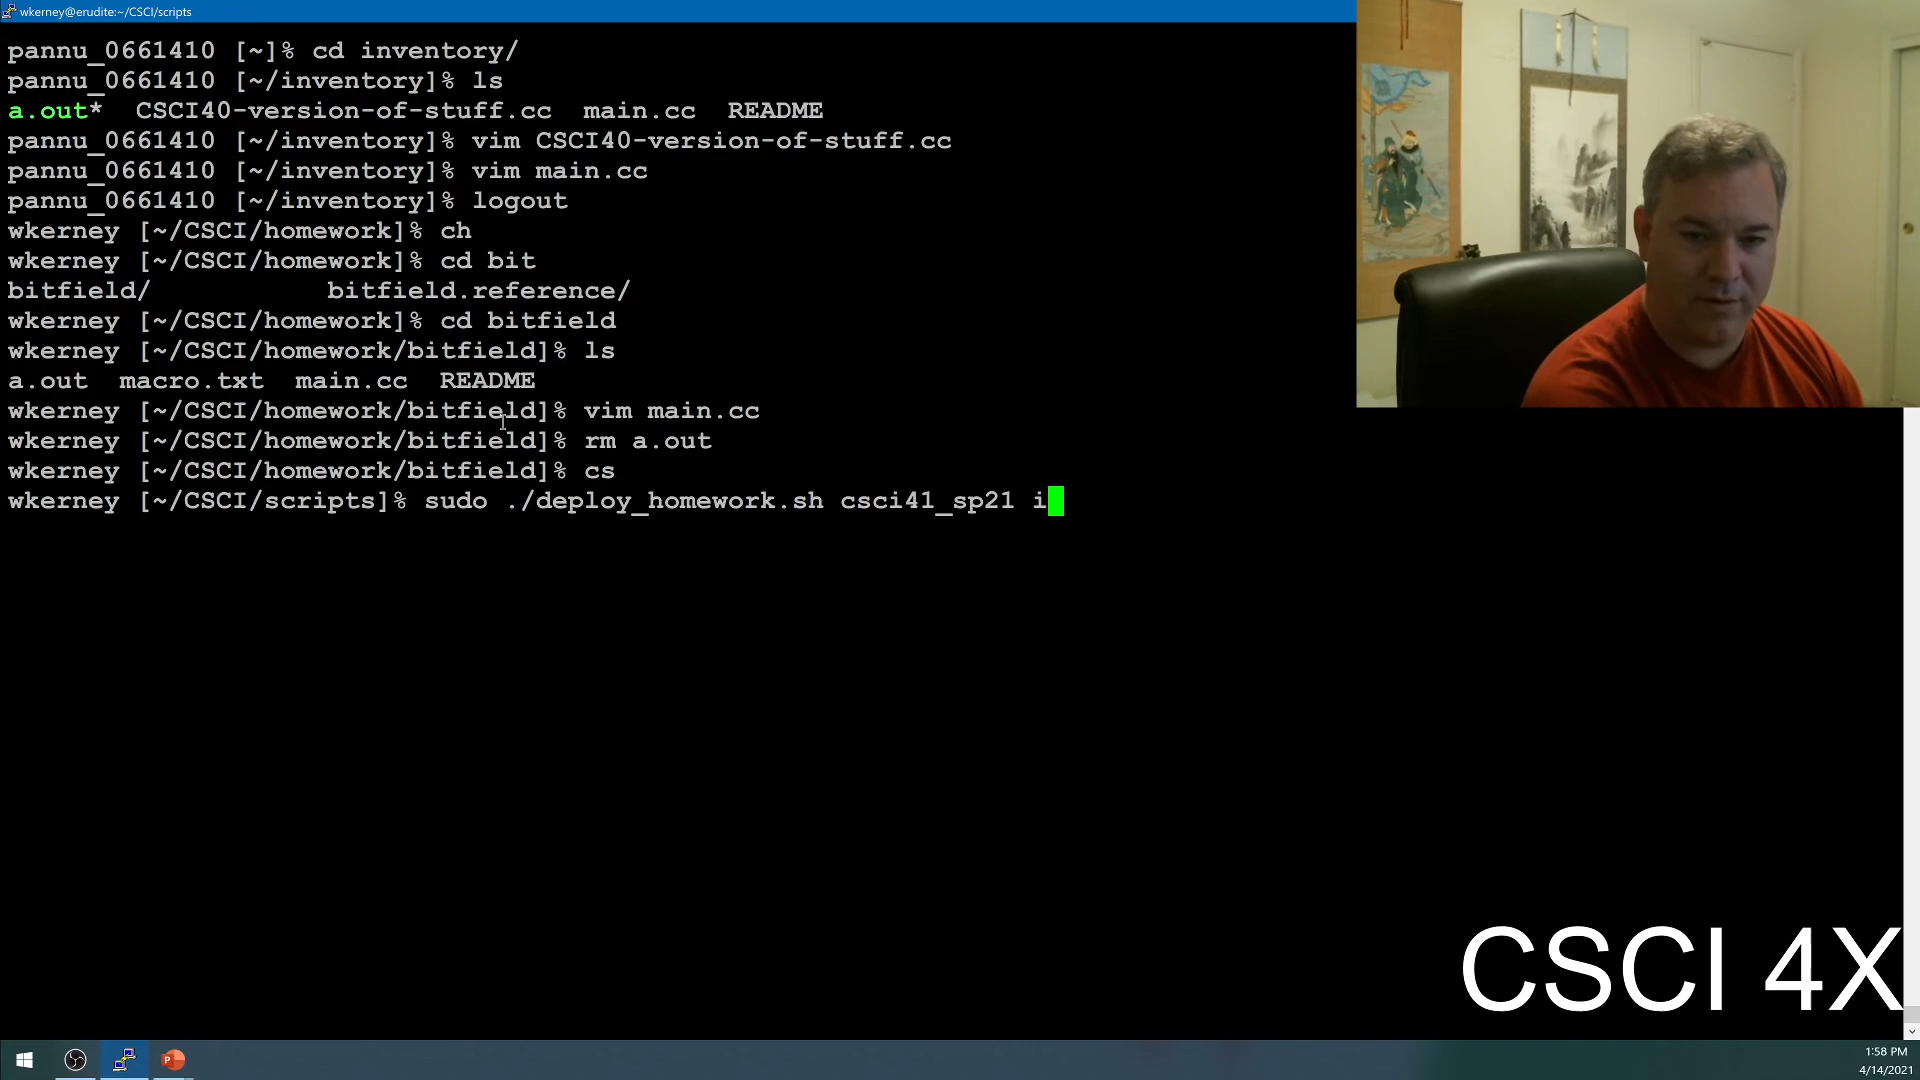 wkerney@erudite:~/CSCI/scripts
pannu_0661410 [~]% cd inventory/
pannu_0661410 [~/inventory]% ls
a.out* CSCI40-version-of-stuff.cc main.cc README
pannu_0661410 [~/inventory]% vim CSCI40-version-of-stuff.cc
pannu_0661410 [~/inventory]% vim main.cc
pannu_0661410 [~/inventory]% logout
wkerney [~/CSCI/homework]% ch
wkerney [~/CSCI/homework]% cd bit
bitfield/ bitfield.reference/
wkerney [~/CSCI/homework]% cd bitfield
wkerney [~/CSCI/homework/bitfield]% ls
a.out macro.txt main.cc README
wkerney [~/CSCI/homework/bitfield]% vim main.cc
wkerney [~/CSCI/homework/bitfield]% rm a.out
wkerney [~/CSCI/homework/bitfield]% cs
wkerney [~/CSCI/scripts]% sudo ./deploy_homework.sh csci41_sp21 i
CSCI 4X
1:58 PM
4/14/2021